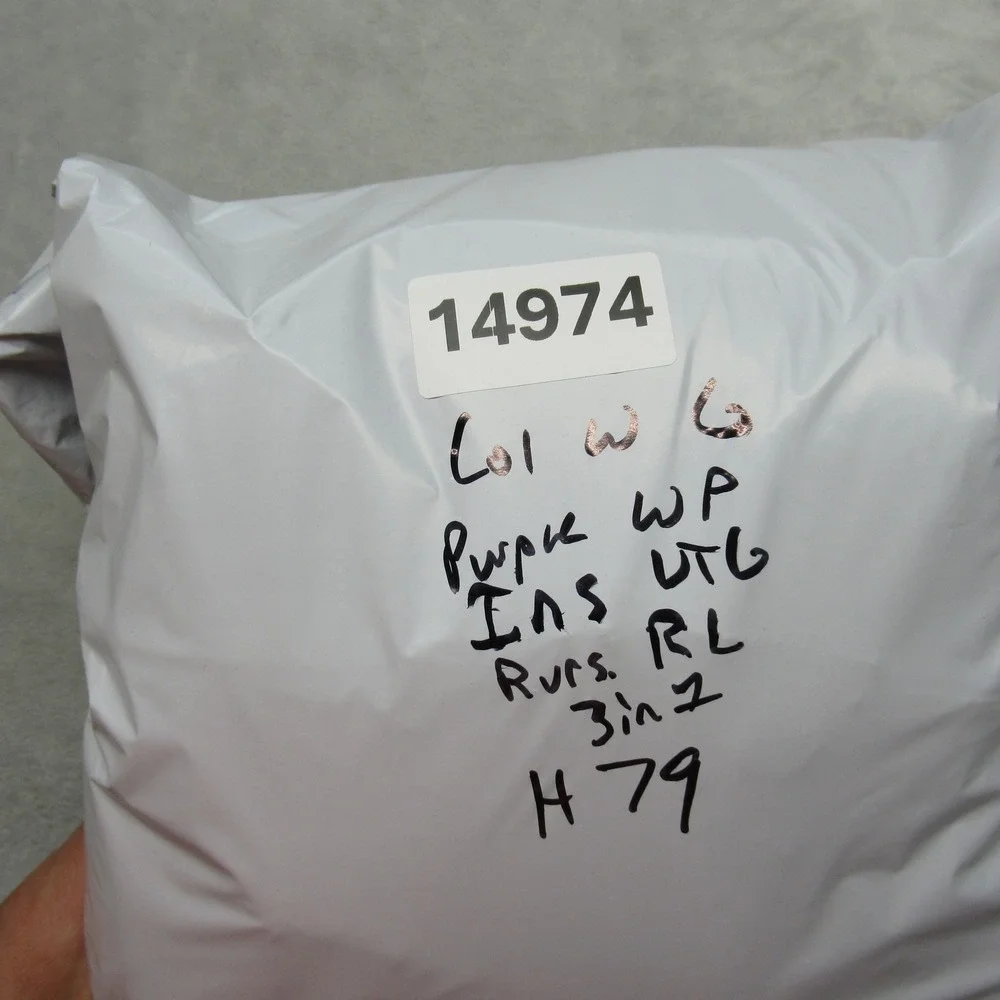 14974
Col W G
Purple WP
Ins VTG
Rvrs. RL
3in1
H 79